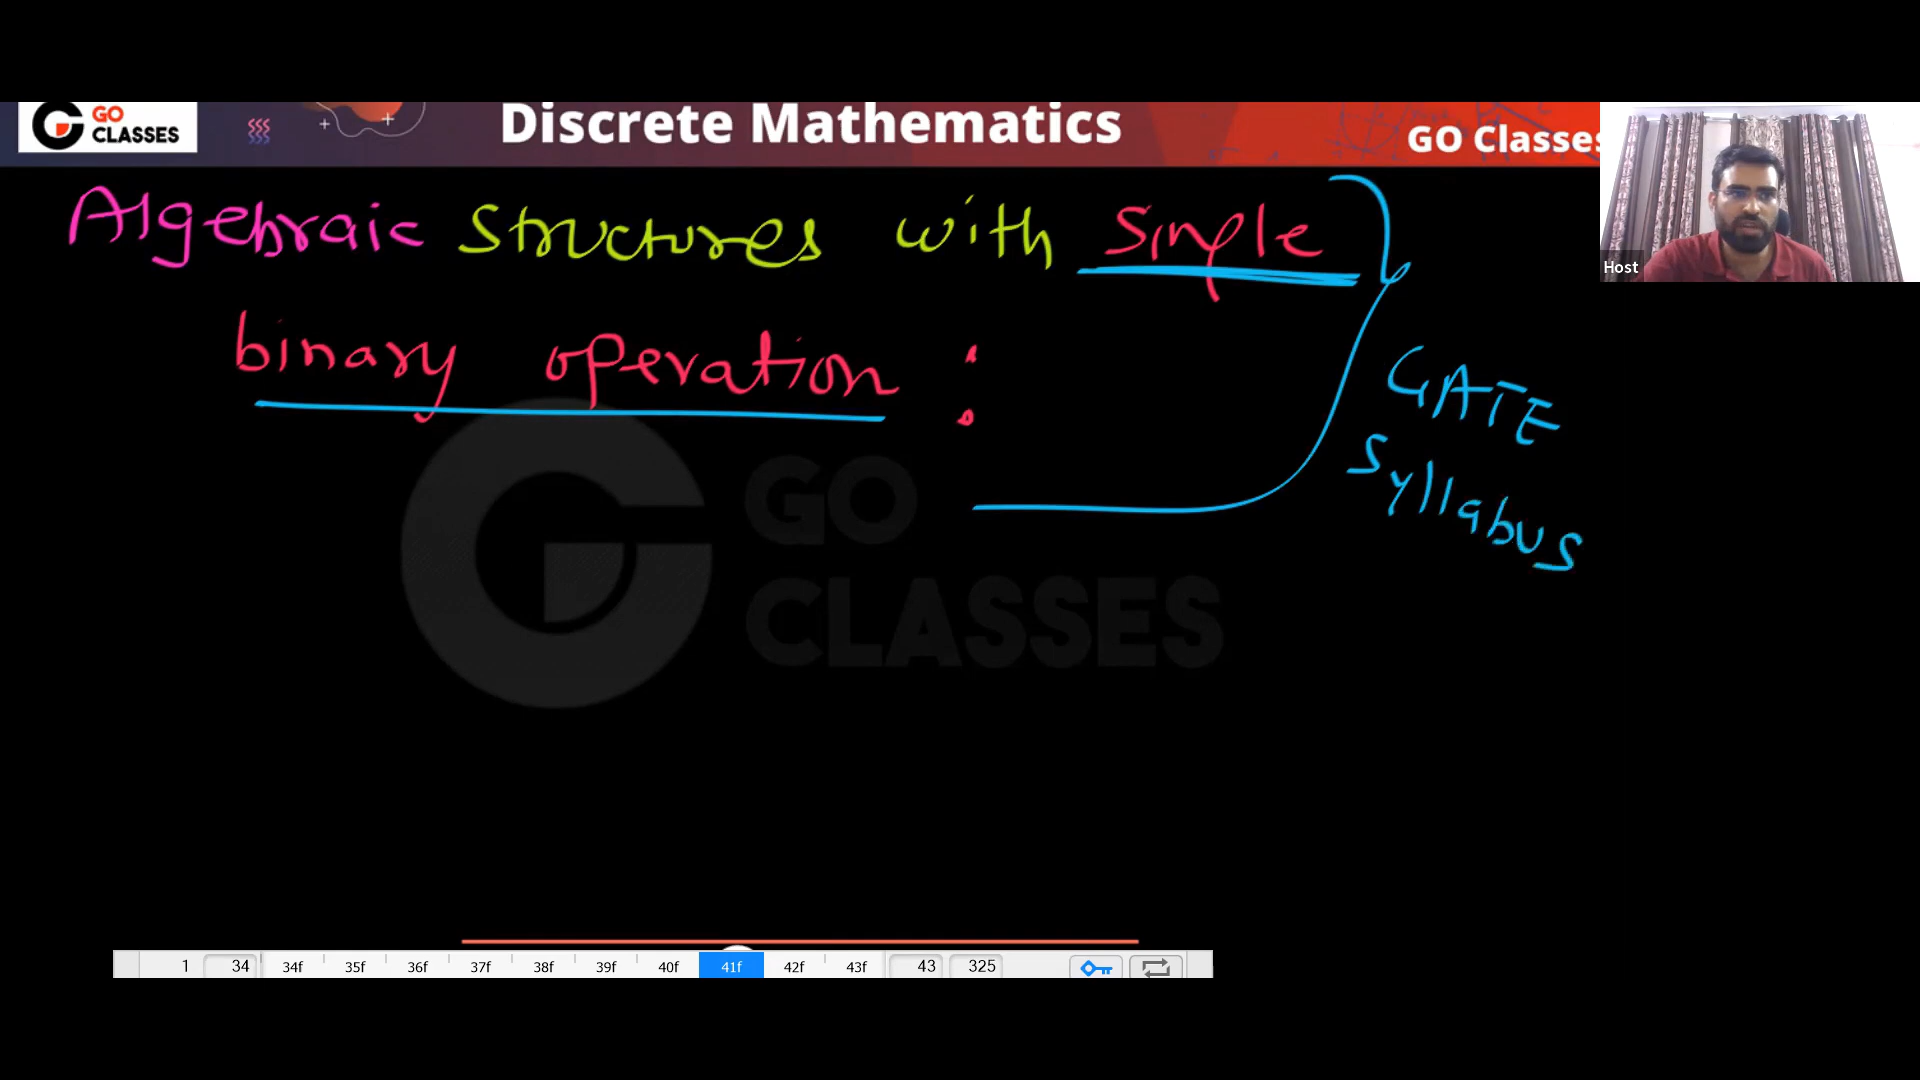 GO CLASSES
Discrete Mathematics
GO Classes
Host
Algebraic Structures with Simple
binary operation :
GATE
Syllabus
GO
CLASSES
1 34 34f 35f 36f 37f 38f 39f 40f 41f 42f 43f 43 325